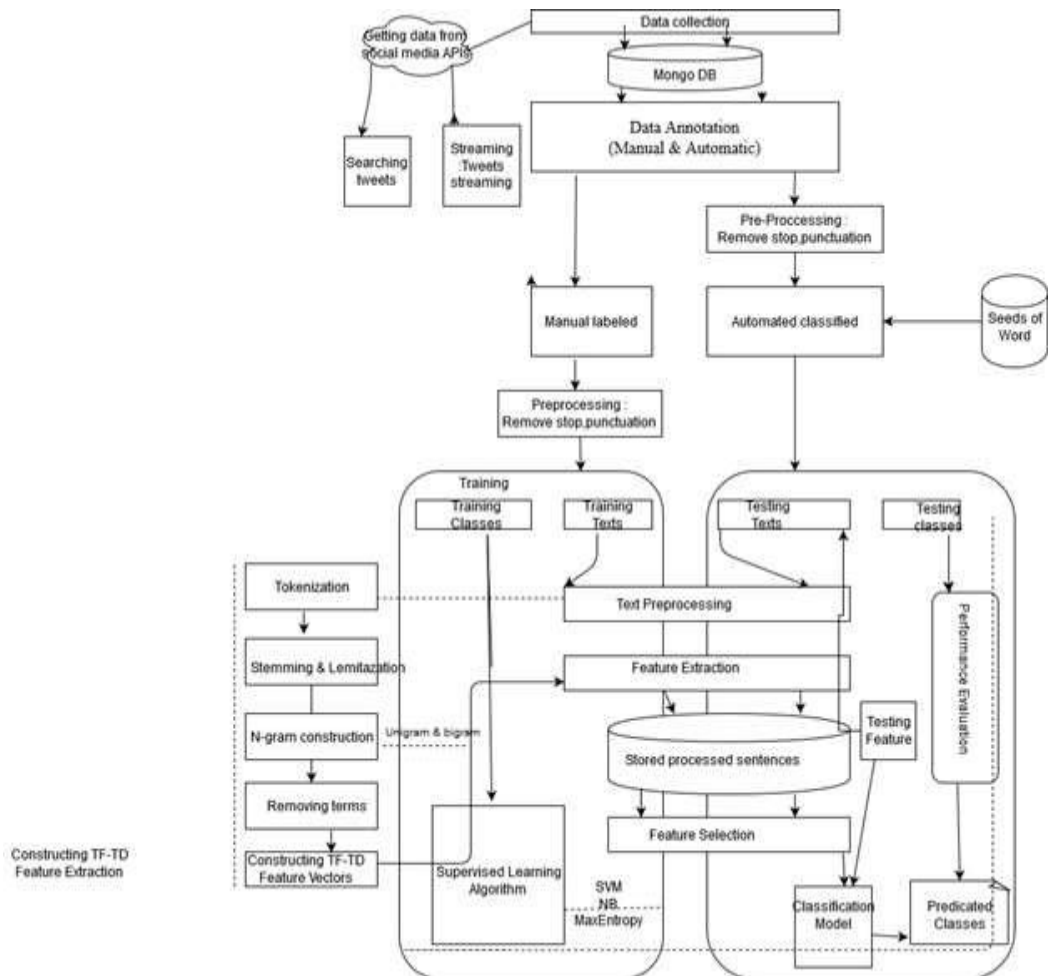 Data collection
Getting data from
social media APIs
Mongo DB
Data Annotation
(Manual & Automatic)
Searching
tweets
Streaming
Tweets
streaming
Pre-Proccessing :
Remove stop,punctuation
Manual labeled
Automated classified
Seeds of
Word
Preprocessing :
Remove stop,punctuation
Training
Training
Classes
Training
Texts
Testing
Texts
Testing
classes
Tokenization
Text Preprocessing
Performance Evaluation
Stemming & Lemitazation
Feature Extraction
N-gram construction
Unigram & bigram
Testing
Feature
Stored processed sentences
Removing terms
Feature Selection
Constructing TF-TD
Feature Extraction
Constructing TF-TD
Feature Vectors
Supervised Learning
Algorithm
SVM
NB
MaxEntropy
Classification
Model
Predicated
Classes